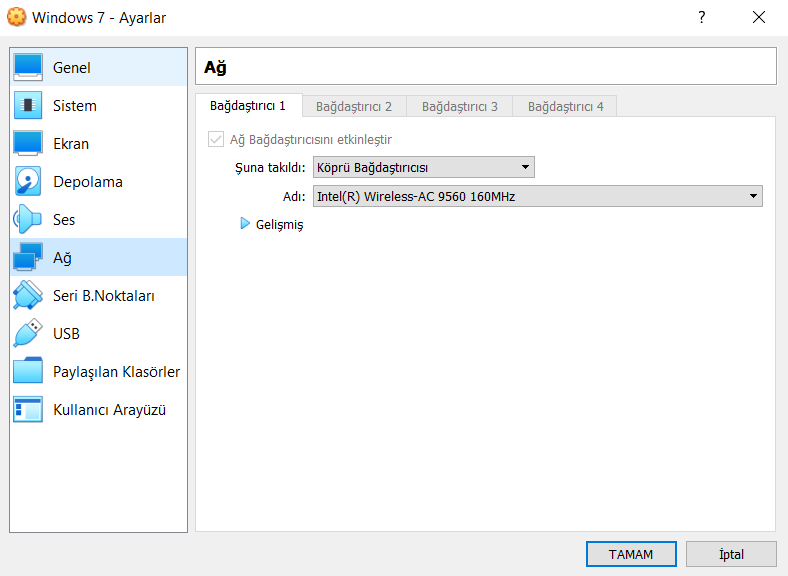 Windows 7 - Ayarlar
?
Genel
Sistem
Ekran
Depolama
Ses
Ağ
Seri B.Noktaları
USB
Paylaşılan Klasörler
Kullanıcı Arayüzü
Ağ
Bağdaştırıcı 1 Bağdaştırıcı 2 Bağdaştırıcı 3 Bağdaştırıcı 4
Ağ Bağdaştırıcısını etkinleştir
Şuna takıldı: Köprü Bağdaştırıcısı
Adı: Intel(R) Wireless-AC 9560 160MHz
Gelişmiş
TAMAM İptal